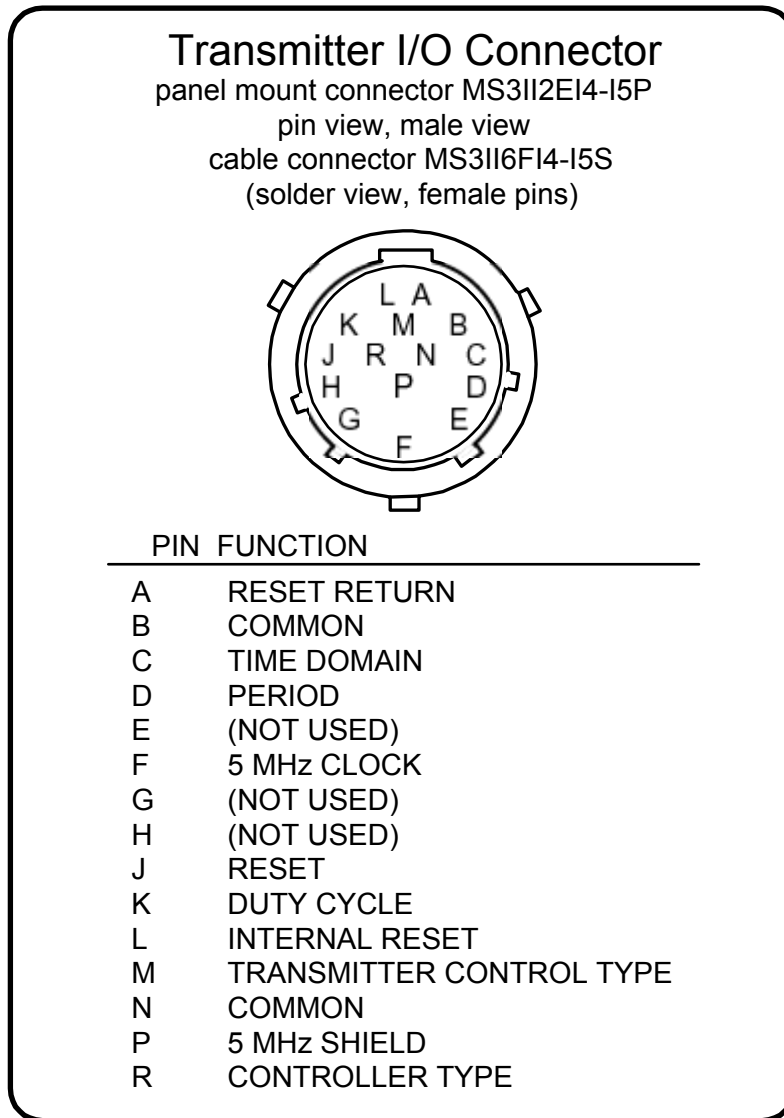 Transmitter I/O Connector
panel mount connector MS3II2EI4-I5P
pin view, male view
cable connector MS3II6FI4-I5S
(solder view, female pins)
L A
K M B
J R N C
H P D
G E
F
PIN FUNCTION
A RESET RETURN
B COMMON
C TIME DOMAIN
D PERIOD
E (NOT USED)
F 5 MHz CLOCK
G (NOT USED)
H (NOT USED)
J RESET
K DUTY CYCLE
L INTERNAL RESET
M TRANSMITTER CONTROL TYPE
N COMMON
P 5 MHz SHIELD
R CONTROLLER TYPE